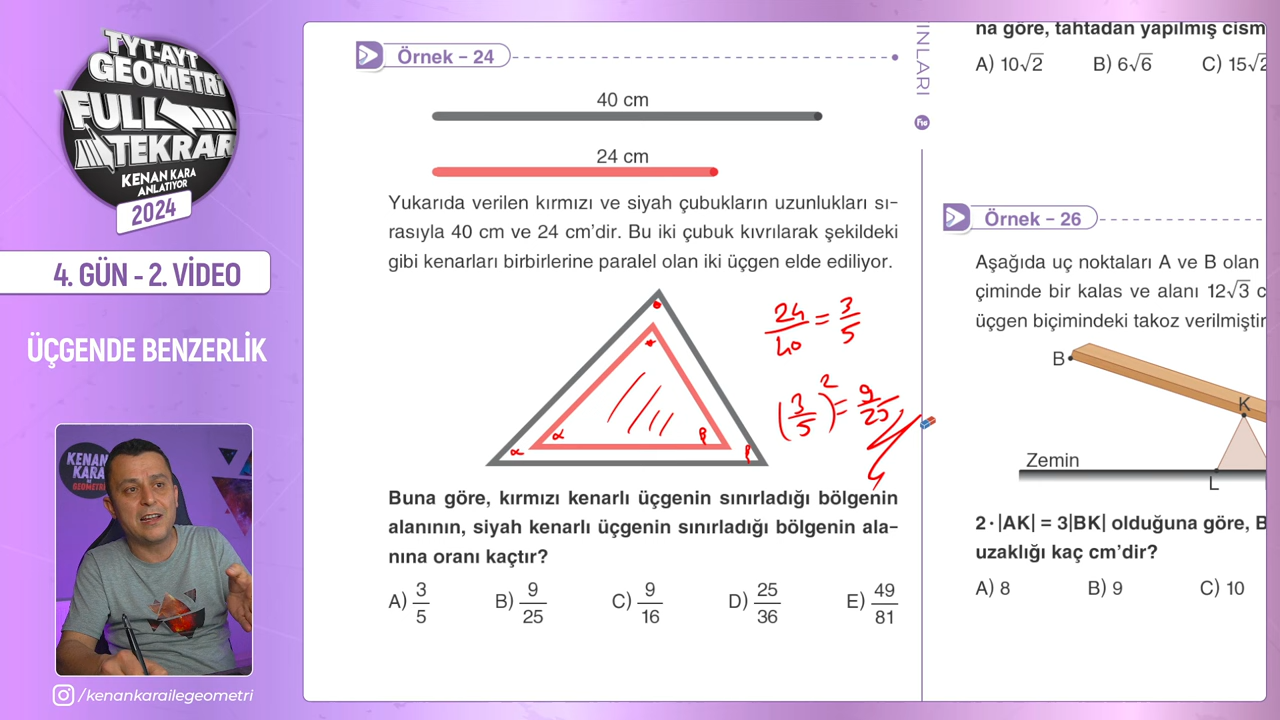 TYT-AYT
GEOMETRİ
FULL
TEKRAR
KENAN KARA
ANLATIYOR
2024
4. GÜN - 2. VİDEO
ÜÇGENDE BENZERLİK
KENAN
KARA
GEOMETRİ
/kenankarailegeometri
Örnek – 24
40 cm
24 cm
Yukarıda verilen kırmızı ve siyah çubukların uzunlukları sı-
rasıyla 40 cm ve 24 cm'dir. Bu iki çubuk kıvrılarak şekildeki
gibi kenarları birbirlerine paralel olan iki üçgen elde ediliyor.
24/40 = 3/5
(3/5)² = 9/25
α α β β
Buna göre, kırmızı kenarlı üçgenin sınırladığı bölgenin
alanının, siyah kenarlı üçgenin sınırladığı bölgenin ala-
nına oranı kaçtır?
A) 3/5 B) 9/25 C) 9/16 D) 25/36 E) 49/81
INLARI
na göre, tahtadan yapılmış cism
A) 10√2 B) 6√6 C) 15√2
Örnek – 26
Aşağıda uç noktaları A ve B olan
çiminde bir kalas ve alanı 12√3 c
üçgen biçimindeki takoz verilmiştir
B
K
Zemin
L
2·|AK| = 3|BK| olduğuna göre, B
uzaklığı kaç cm'dir?
A) 8 B) 9 C) 10